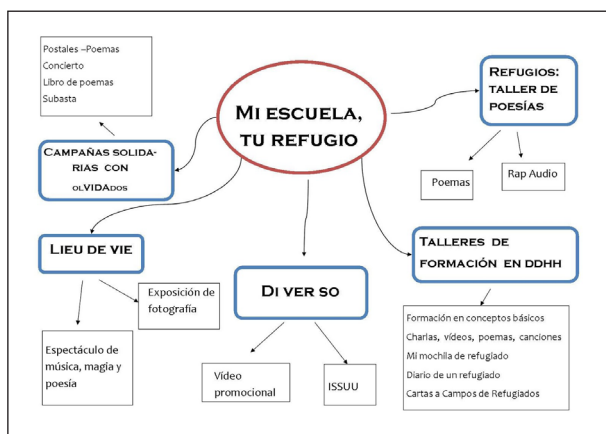 Postales –Poemas
Concierto
Libro de poemas
Subasta
MI ESCUELA,
TU REFUGIO
REFUGIOS:
TALLER DE
POESÍAS
CAMPAÑAS SOLIDA-
RIAS CON
OLVIDADOS
Poemas
Rap Audio
LIEU DE VIE
Exposición de
fotografía
Espectáculo de
música, magia y
poesía
DI VER SO
Vídeo
promocional
ISSUU
TALLERES DE
FORMACIÓN EN DDHH
Formación en conceptos básicos
Charlas, vídeos, poemas, canciones
Mi mochila de refugiado
Diario de un refugiado
Cartas a Campos de Refugiados